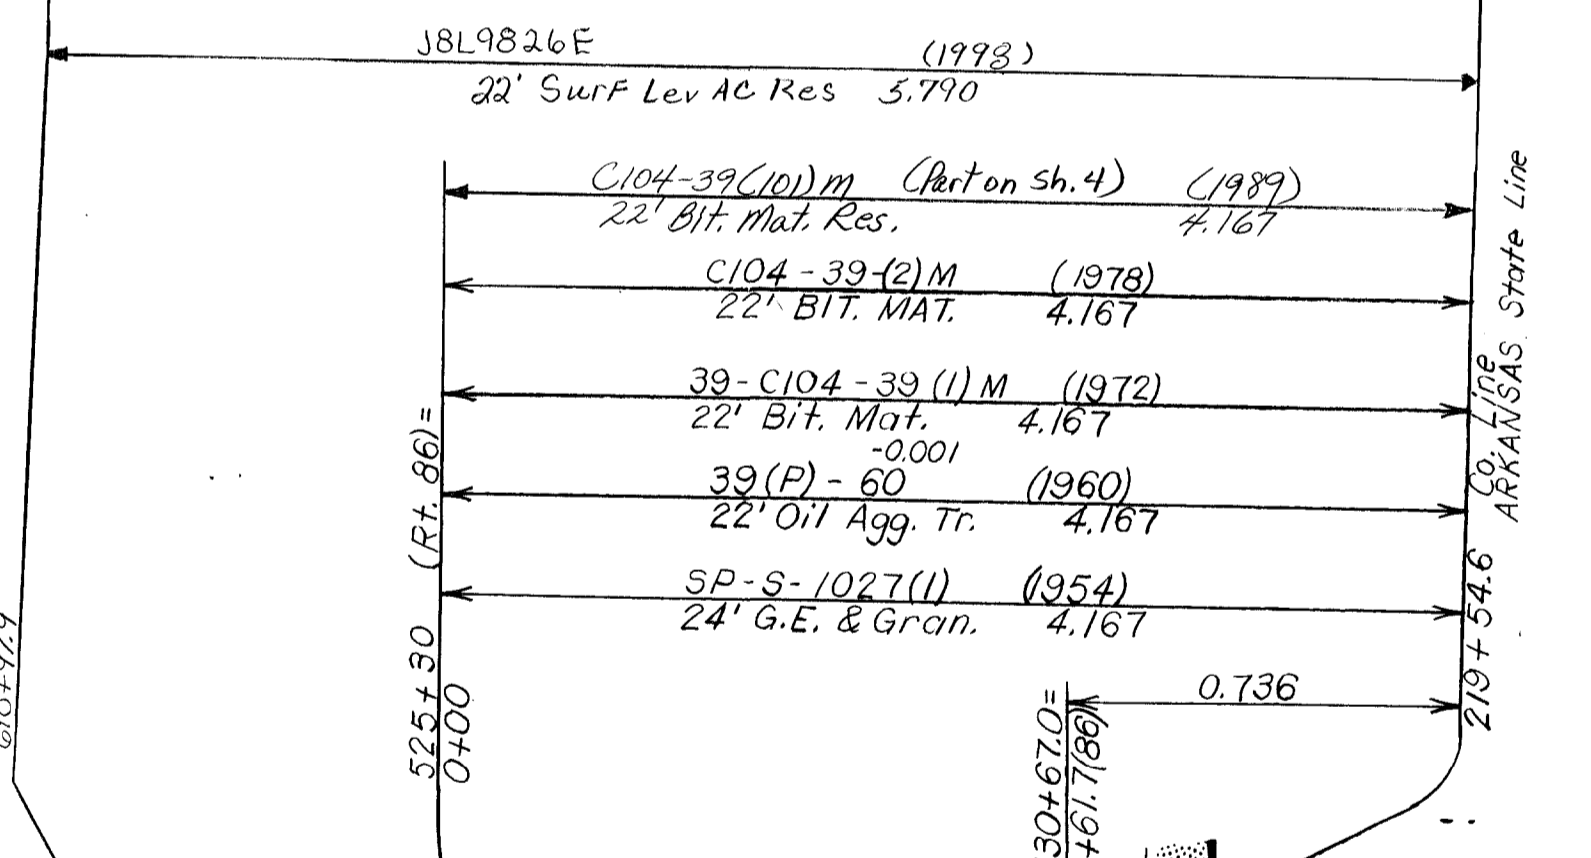 J8L9826E (1998)
22' Surf Lev AC Res 5.790
C104-39(101)m (Part on Sh.4) (1989)
22' Bit. Mat. Res. 4.167
C104-39-(2)M (1978)
22' BIT. MAT. 4.167
39-C104-39(1)M (1972)
22' Bit. Mat. 4.167
-0.001
39(P)-60 (1960)
22' Oil Agg. Tr. 4.167
SP-S-1027(1) (1954)
24' G.E. & Gran. 4.167
0.736
525+30 (Rt. 86)=
0+00
30+67.0=
+61.7(86)
219+54.6 Co. Line
ARKANSAS State Line